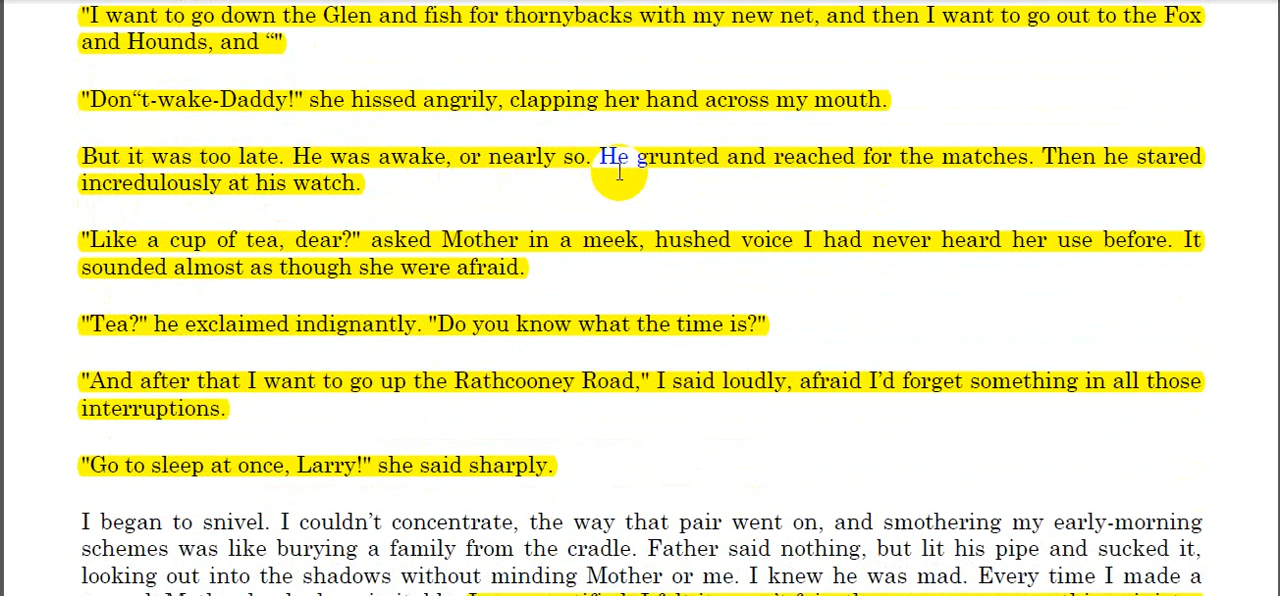 "I want to go down the Glen and fish for thornybacks with my new net, and then I want to go out to the Fox
and Hounds, and “"
"Don“t-wake-Daddy!" she hissed angrily, clapping her hand across my mouth.
But it was too late. He was awake, or nearly so. He grunted and reached for the matches. Then he stared
incredulously at his watch.
"Like a cup of tea, dear?" asked Mother in a meek, hushed voice I had never heard her use before. It
sounded almost as though she were afraid.
"Tea?" he exclaimed indignantly. "Do you know what the time is?"
"And after that I want to go up the Rathcooney Road," I said loudly, afraid I’d forget something in all those
interruptions.
"Go to sleep at once, Larry!" she said sharply.
I began to snivel. I couldn’t concentrate, the way that pair went on, and smothering my early-morning
schemes was like burying a family from the cradle. Father said nothing, but lit his pipe and sucked it,
looking out into the shadows without minding Mother or me. I knew he was mad. Every time I made a